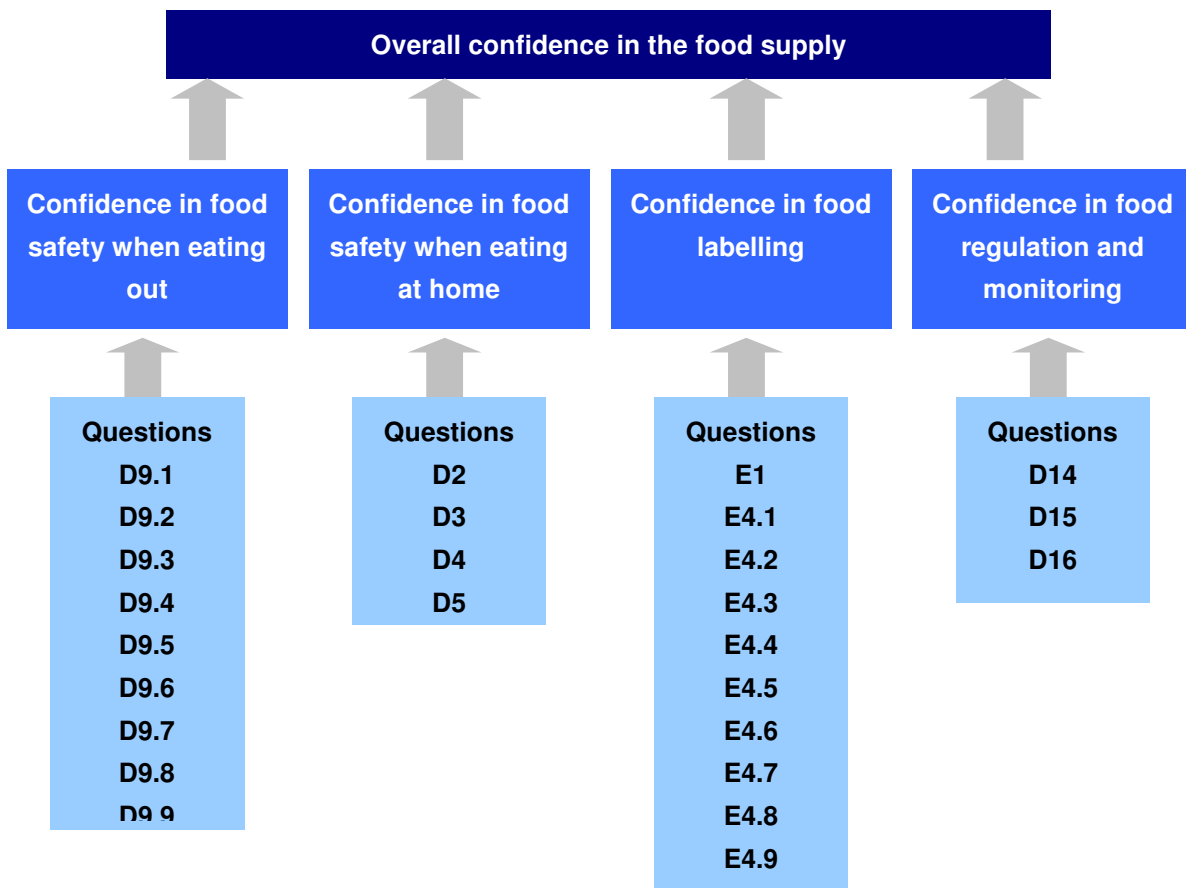 Overall confidence in the food supply
Confidence in food
safety when eating
out
Confidence in food
safety when eating
at home
Confidence in food
labelling
Confidence in food
regulation and
monitoring
Questions
D9.1
D9.2
D9.3
D9.4
D9.5
D9.6
D9.7
D9.8
D9.9
Questions
D2
D3
D4
D5
Questions
E1
E4.1
E4.2
E4.3
E4.4
E4.5
E4.6
E4.7
E4.8
E4.9
Questions
D14
D15
D16